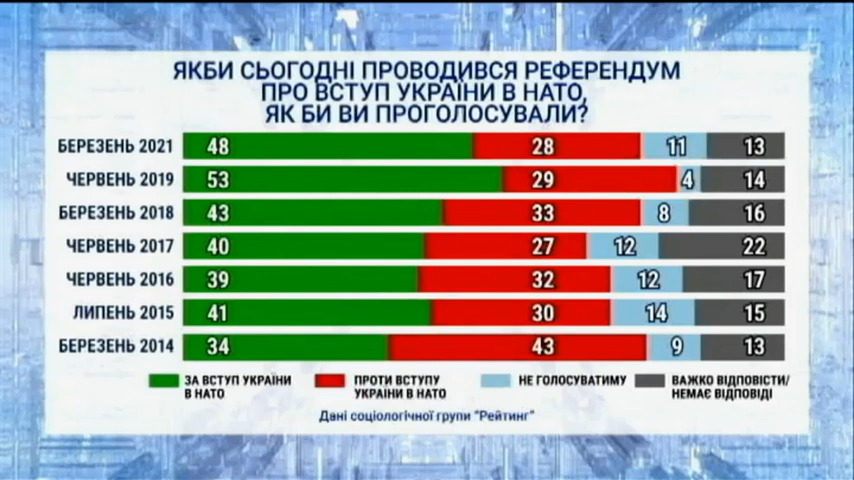 ЯКБИ СЬОГОДНІ ПРОВОДИВСЯ РЕФЕРЕНДУМ
ПРО ВСТУП УКРАЇНИ В НАТО,
ЯК БИ ВИ ПРОГОЛОСУВАЛИ?
БЕРЕЗЕНЬ 2021 48 28 11 13
ЧЕРВЕНЬ 2019 53 29 4 14
БЕРЕЗЕНЬ 2018 43 33 8 16
ЧЕРВЕНЬ 2017 40 27 12 22
ЧЕРВЕНЬ 2016 39 32 12 17
ЛИПЕНЬ 2015 41 30 14 15
БЕРЕЗЕНЬ 2014 34 43 9 13
ЗА ВСТУП УКРАЇНИ
В НАТО
ПРОТИ ВСТУПУ
УКРАЇНИ В НАТО
НЕ ГОЛОСУВАТИМУ
ВАЖКО ВІДПОВІСТИ/
НЕМАЄ ВІДПОВІДІ
Дані соціологічної групи "Рейтинг"